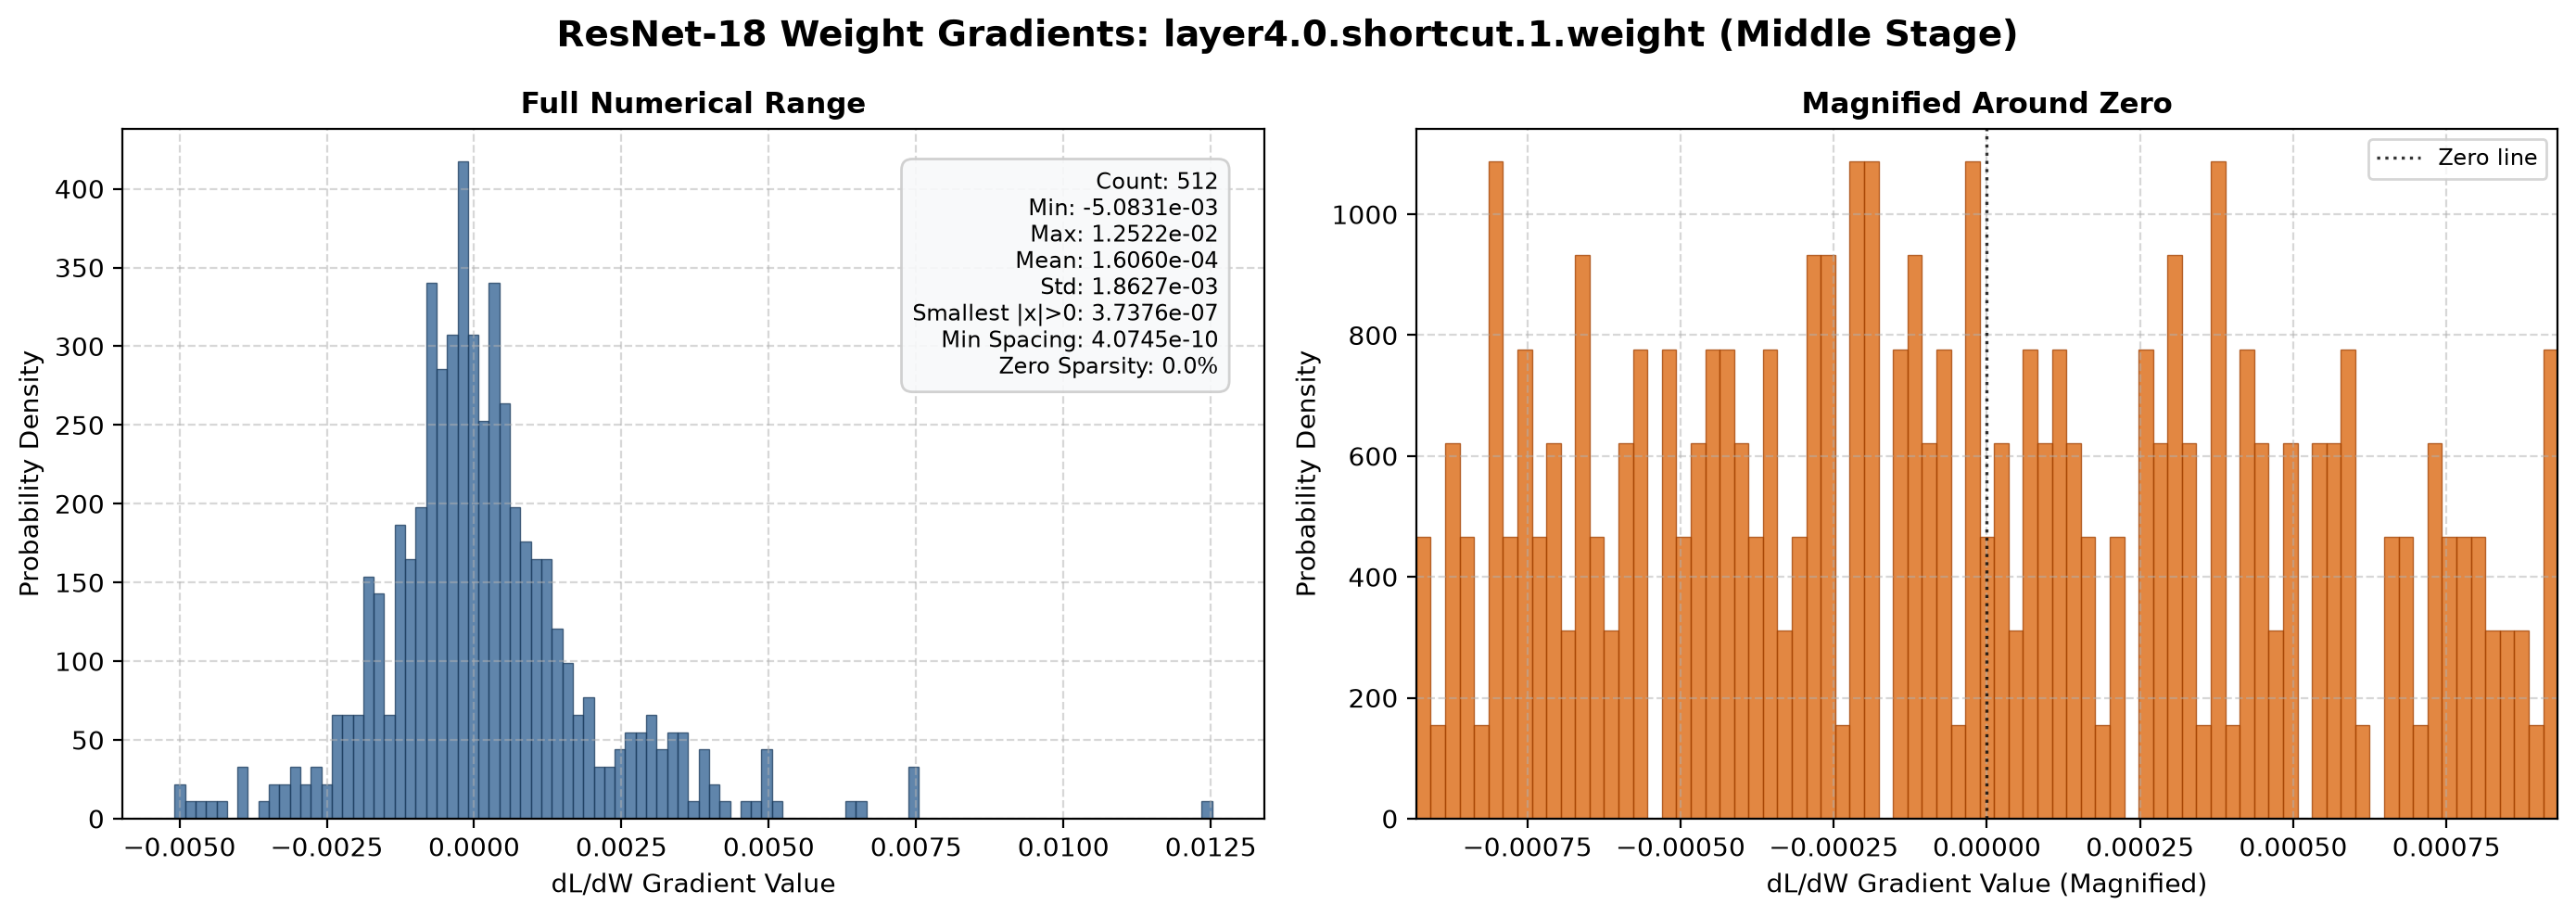 ResNet-18 Weight Gradients: layer4.0.shortcut.1.weight (Middle Stage)
Full Numerical Range
Probability Density
400
350
300
250
200
150
100
50
0
Count: 512
Min: -5.0831e-03
Max: 1.2522e-02
Mean: 1.6060e-04
Std: 1.8627e-03
Smallest |x|>0: 3.7376e-07
Min Spacing: 4.0745e-10
Zero Sparsity: 0.0%
−0.0050 −0.0025 0.0000 0.0025 0.0050 0.0075 0.0100 0.0125
dL/dW Gradient Value
Magnified Around Zero
Probability Density
1000
800
600
400
200
0
Zero line
−0.00075 −0.00050 −0.00025 0.00000 0.00025 0.00050 0.00075
dL/dW Gradient Value (Magnified)